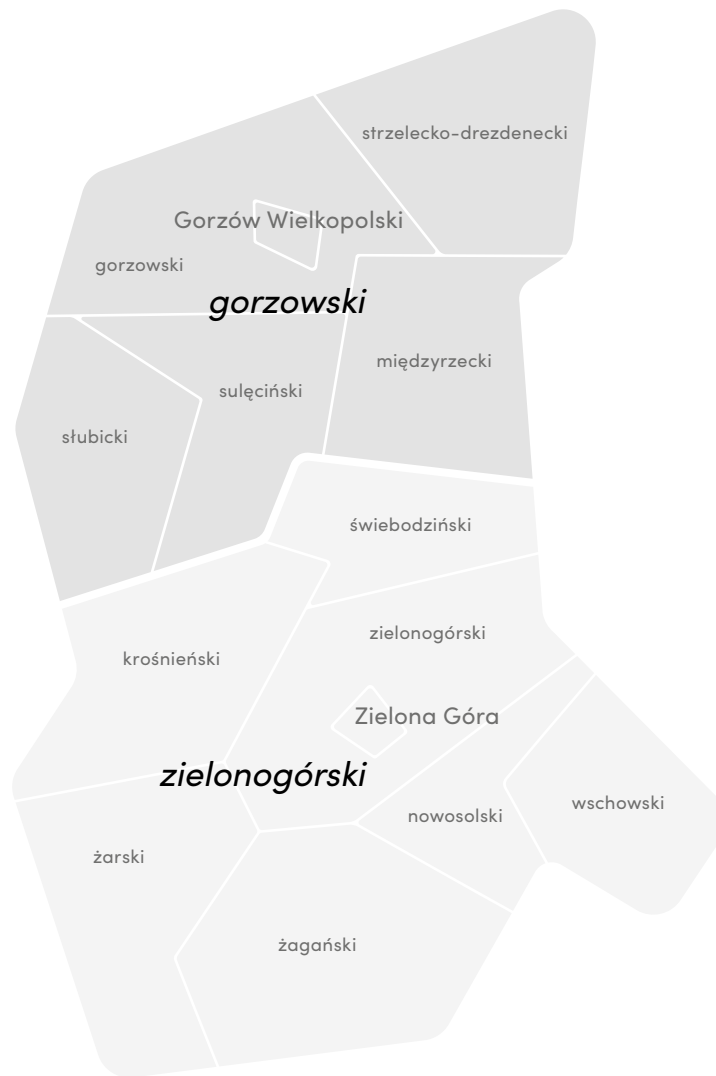 strzelecko-drezdenecki
Gorzów Wielkopolski
gorzowski
gorzowski
międzyrzecki
sulęciński
słubicki
świebodziński
zielonogórski
krośnieński
Zielona Góra
zielonogórski
wschowski
nowosolski
żarski
żagański